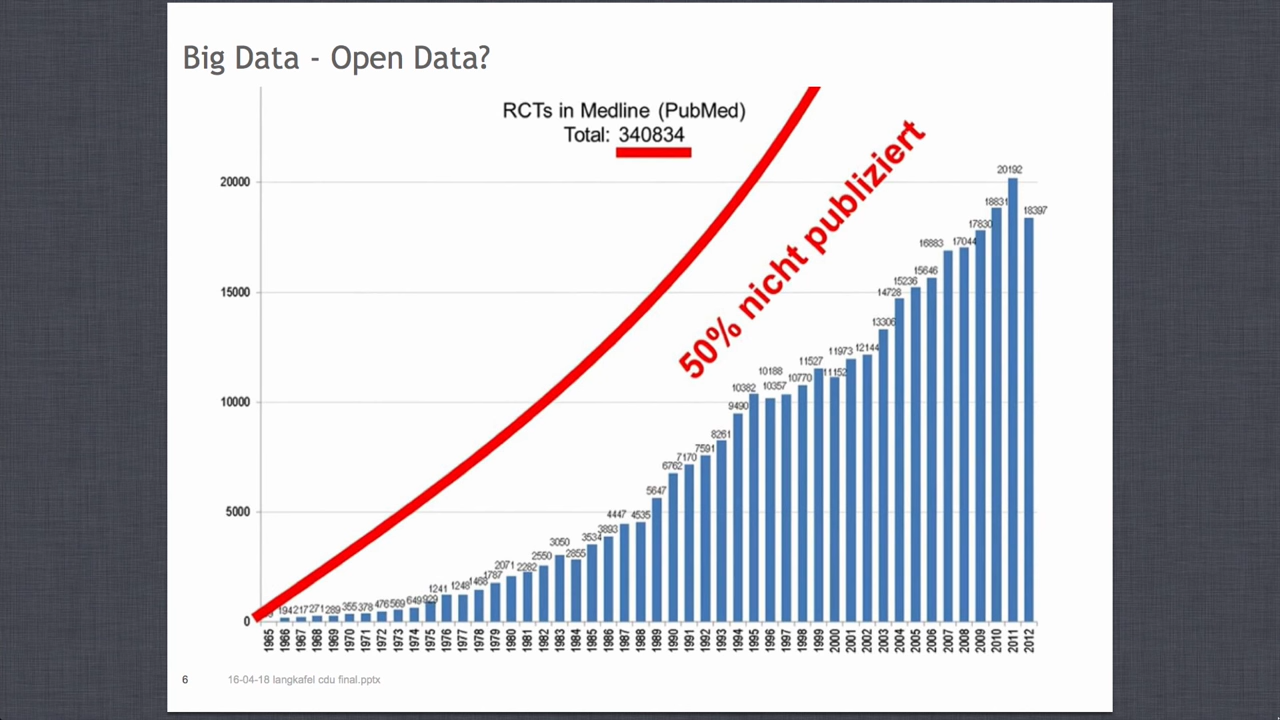 Big Data - Open Data?
RCTs in Medline (PubMed)
Total: 340834
50% nicht publiziert
20000
15000
10000
5000
0
194 217 271 289 355 378 476 569 649 929 1241 1248 1468 1787 2071 2282 2550 3050 2855 3534 3893 4447 4535 5647 6762 7170 7591 8261 9490 10382 10188 10357 10770 11527 11152 11973 12144 13306 14728 15236 15646 16883 17044 17830 18831 20192 18397
1965 1966 1967 1968 1969 1970 1971 1972 1973 1974 1975 1976 1977 1978 1979 1980 1981 1982 1983 1984 1985 1986 1987 1988 1989 1990 1991 1992 1993 1994 1995 1996 1997 1998 1999 2000 2001 2002 2003 2004 2005 2006 2007 2008 2009 2010 2011 2012
6 16-04-18 langkafel cdu final.pptx